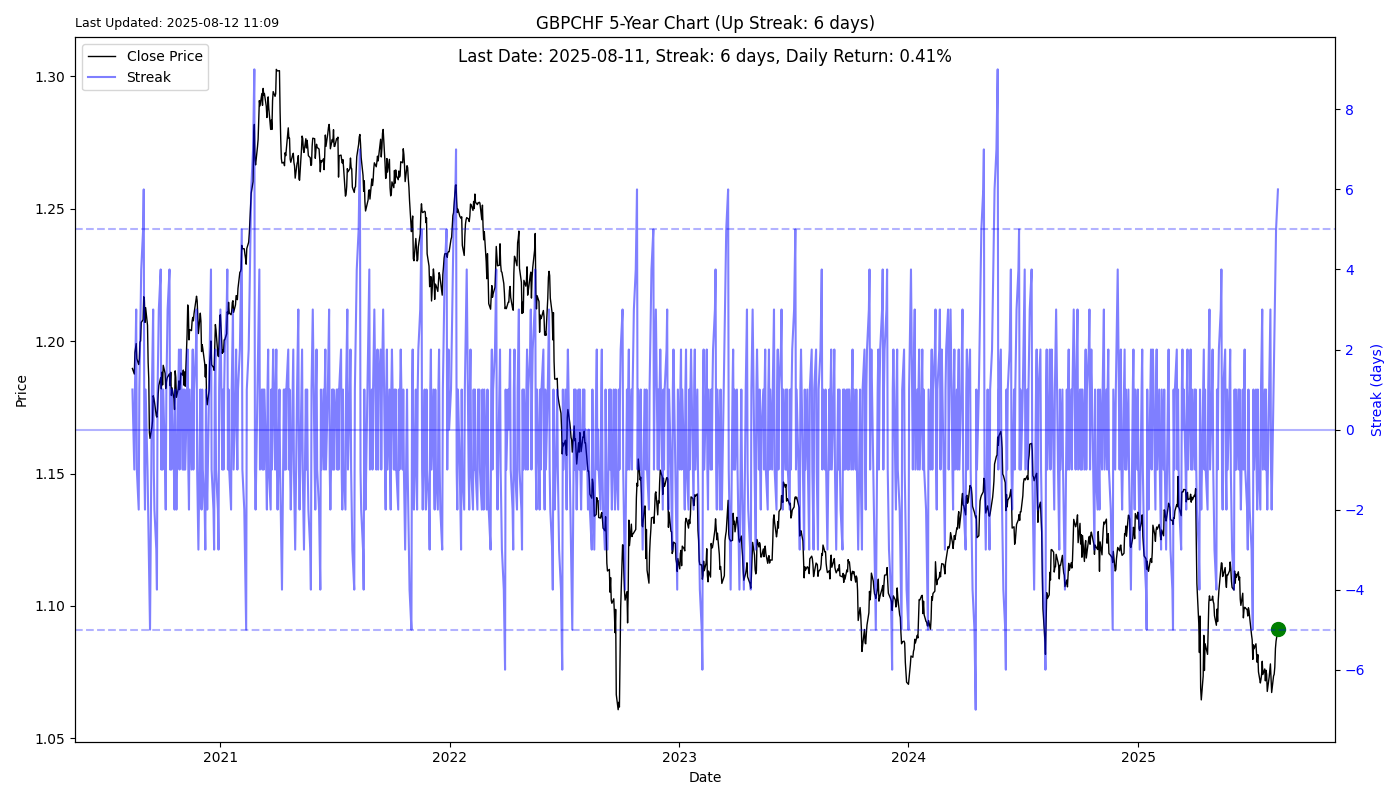 Last Updated: 2025-08-12 11:09
GBPCHF 5-Year Chart (Up Streak: 6 days)
Last Date: 2025-08-11, Streak: 6 days, Daily Return: 0.41%
Close Price
Streak
1.30
1.25
1.20
1.15
1.10
1.05
Price
8
6
4
2
0
−2
−4
−6
Streak (days)
2021
2022
2023
2024
2025
Date